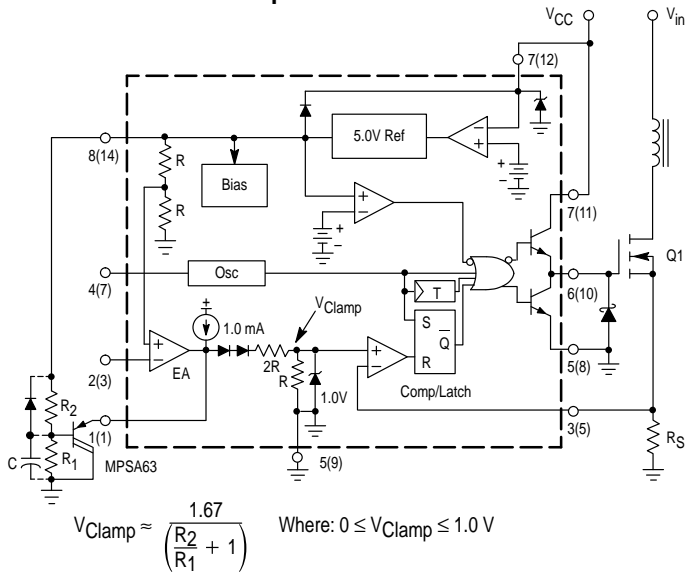 VCC
Vin
7(12)
5.0V Ref
−
+
+
−
8(14)
R
Bias
R
+
−
+
−
7(11)
Q1
4(7)
Osc
T
6(10)
VClamp
+
1.0 mA
S
Q
R
2R
R
1.0V
+
−
+
−
EA
2(3)
Comp/Latch
5(8)
3(5)
R2
1(1)
R1
C
MPSA63
5(9)
RS
VClamp ≈ 1.67 / (R2/R1 + 1) Where: 0 ≤ VClamp ≤ 1.0 V